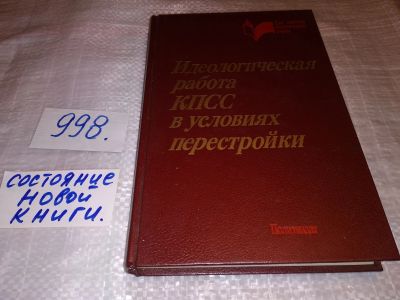 998.
состояние
новой
книги.
Идеологическая
работа
КПСС
в условиях
перестройки
Политиздат